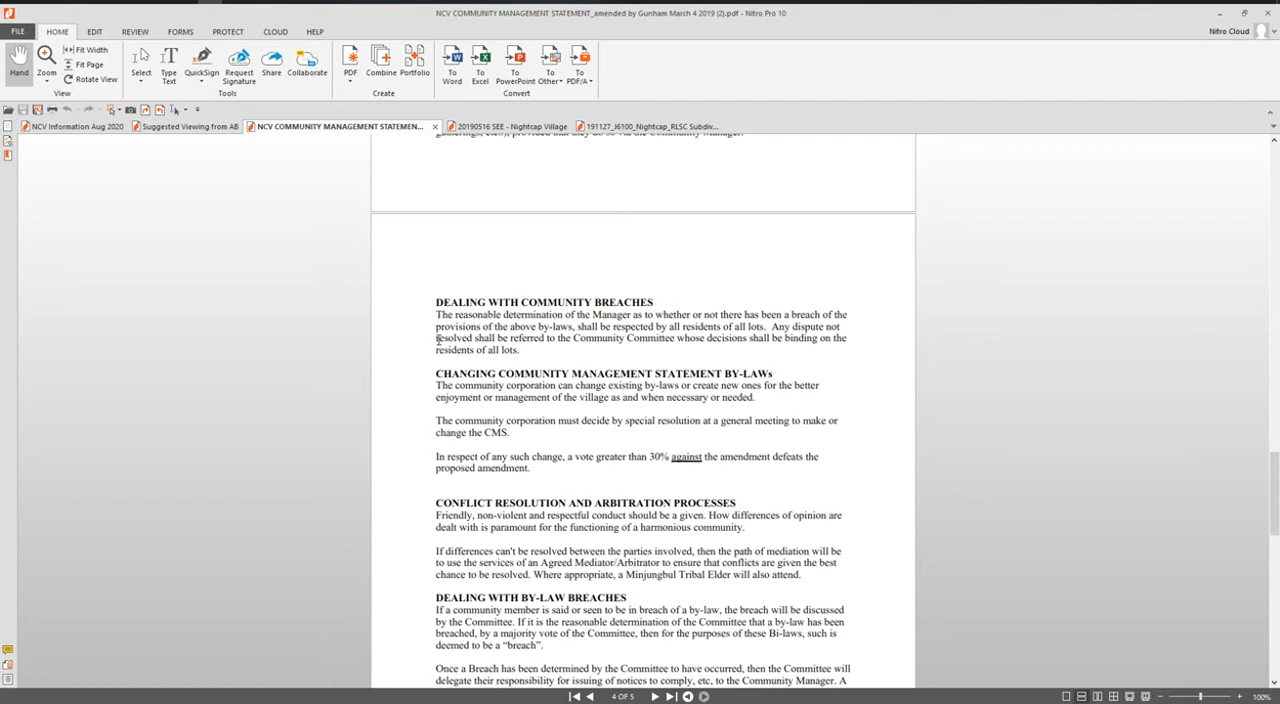 NCV COMMUNITY MANAGEMENT STATEMENT_amended by Gunham March 4 2019 (2).pdf - Nitro Pro 10
FILE HOME EDIT REVIEW FORMS PROTECT CLOUD HELP
Nitro Cloud
Hand
Zoom
Fit Width
Fit Page
Rotate View
View
Select
Type Text
QuickSign
Request Signature
Share
Collaborate
Tools
PDF
Combine
Portfolio
Create
To Word
To Excel
To PowerPoint
To Other
To PDF/A
Convert
NCV Information Aug 2020
Suggested Viewing from AB
NCV COMMUNITY MANAGEMENT STATEMEN...
20190516 SEE - Nightcap Village
191127_J6100_Nightcap_RLSC Subdiv...
gatherings, etc..), provided that they do so via the Community Manager.
DEALING WITH COMMUNITY BREACHES
The reasonable determination of the Manager as to whether or not there has been a breach of the
provisions of the above by-laws, shall be respected by all residents of all lots. Any dispute not
resolved shall be referred to the Community Committee whose decisions shall be binding on the
residents of all lots.
CHANGING COMMUNITY MANAGEMENT STATEMENT BY-LAWs
The community corporation can change existing by-laws or create new ones for the better
enjoyment or management of the village as and when necessary or needed.
The community corporation must decide by special resolution at a general meeting to make or
change the CMS.
In respect of any such change, a vote greater than 30% against the amendment defeats the
proposed amendment.
CONFLICT RESOLUTION AND ARBITRATION PROCESSES
Friendly, non-violent and respectful conduct should be a given. How differences of opinion are
dealt with is paramount for the functioning of a harmonious community.
If differences can't be resolved between the parties involved, then the path of mediation will be
to use the services of an Agreed Mediator/Arbitrator to ensure that conflicts are given the best
chance to be resolved. Where appropriate, a Minjungbul Tribal Elder will also attend.
DEALING WITH BY-LAW BREACHES
If a community member is said or seen to be in breach of a by-law, the breach will be discussed
by the Committee. If it is the reasonable determination of the Committee that a by-law has been
breached, by a majority vote of the Committee, then for the purposes of these Bi-laws, such is
deemed to be a “breach”.
Once a Breach has been determined by the Committee to have occurred, then the Committee will
delegate their responsibility for issuing of notices to comply, etc, to the Community Manager. A
4 OF 5
100%